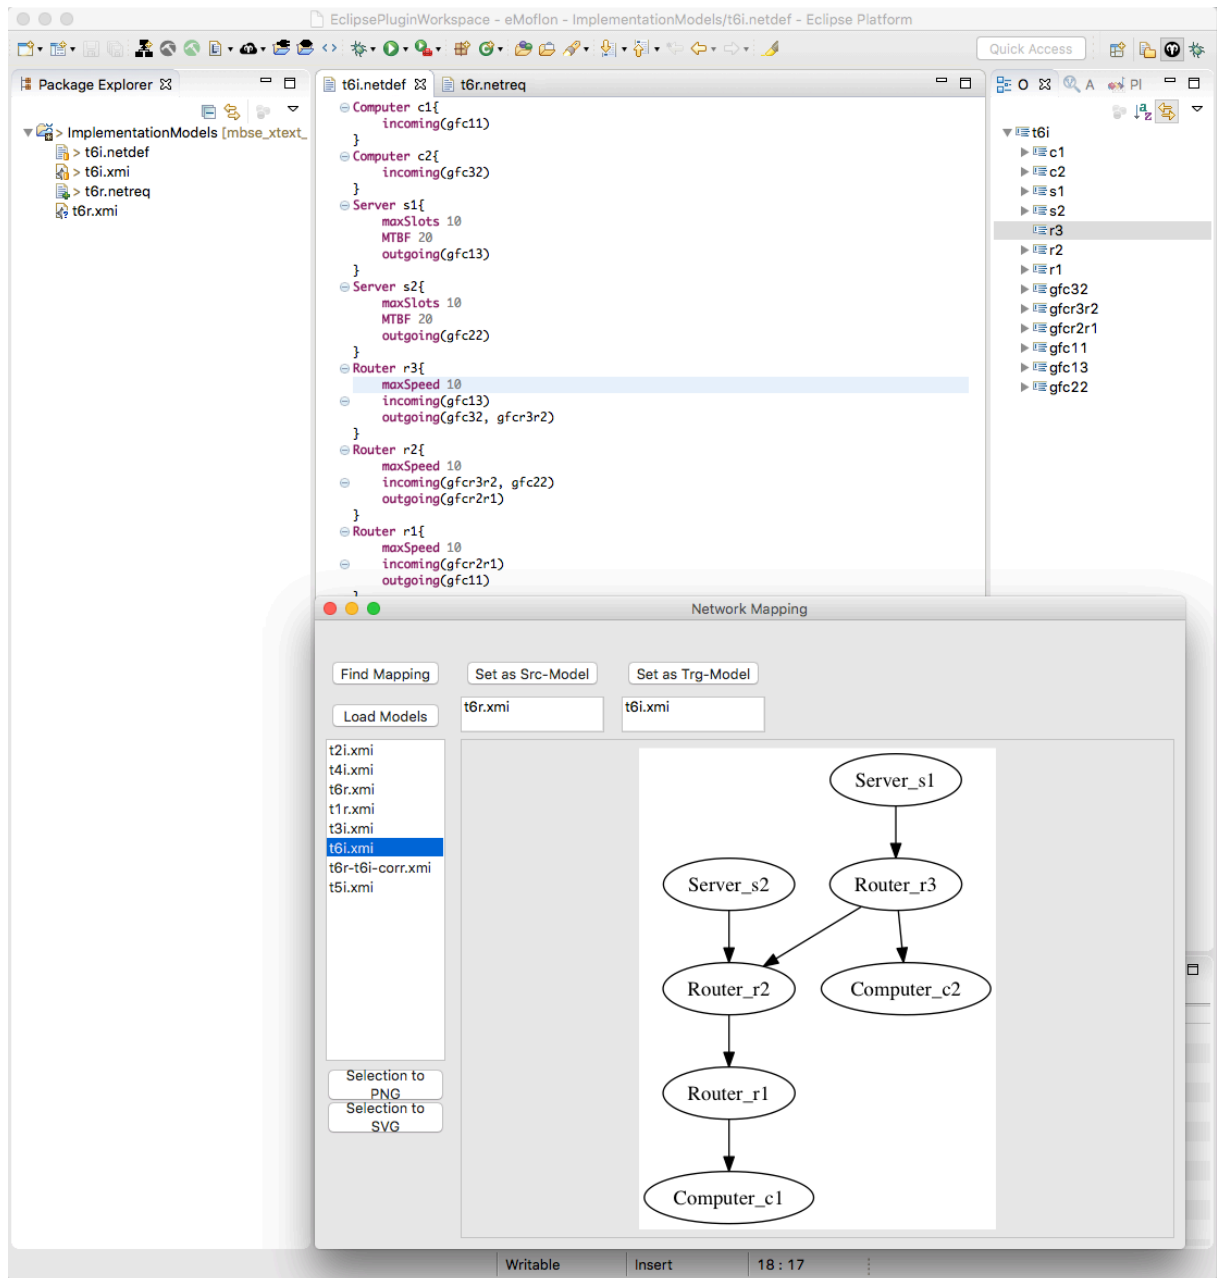 EclipsePluginWorkspace - eMoflon - ImplementationModels/t6i.netdef - Eclipse Platform
Quick Access
Package Explorer
> ImplementationModels [mbse_xtext_
> t6i.netdef
> t6i.xmi
> t6r.netreq
t6r.xmi
t6i.netdef
t6r.netreq
Computer c1{
incoming(gfc11)
}
Computer c2{
incoming(gfc32)
}
Server s1{
maxSlots 10
MTBF 20
outgoing(gfc13)
}
Server s2{
maxSlots 10
MTBF 20
outgoing(gfc22)
}
Router r3{
maxSpeed 10
incoming(gfc13)
outgoing(gfc32, gfcr3r2)
}
Router r2{
maxSpeed 10
incoming(gfcr3r2, gfc22)
outgoing(gfcr2r1)
}
Router r1{
maxSpeed 10
incoming(gfcr2r1)
outgoing(gfc11)
}
O
A
Pl
t6i
c1
c2
s1
s2
r3
r2
r1
gfc32
gfcr3r2
gfcr2r1
gfc11
gfc13
gfc22
Network Mapping
Find Mapping
Set as Src-Model
Set as Trg-Model
Load Models
t6r.xmi
t6i.xmi
t2i.xmi
t4i.xmi
t6r.xmi
t1r.xmi
t3i.xmi
t6i.xmi
t6r-t6i-corr.xmi
t5i.xmi
Selection to
PNG
Selection to
SVG
Server_s1
Server_s2
Router_r3
Router_r2
Computer_c2
Router_r1
Computer_c1
Writable
Insert
18 : 17